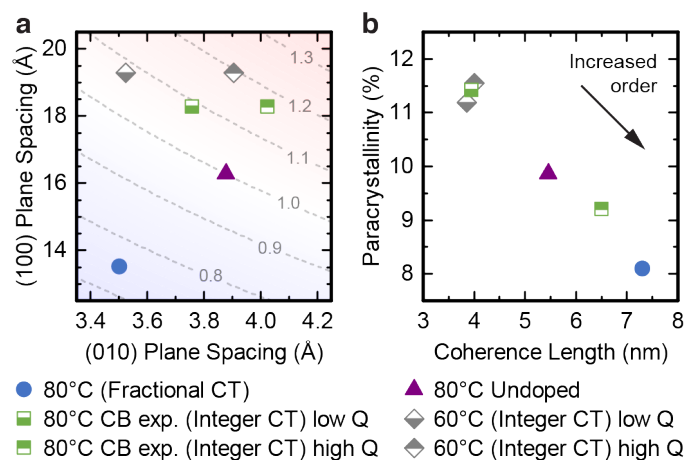 a
b
(100) Plane Spacing (Å)
20
18
16
14
1.3
1.2
1.1
1.0
0.9
0.8
3.4 3.6 3.8 4.0 4.2
(010) Plane Spacing (Å)
Paracrystallinity (%)
12
11
10
9
8
Increased
order
3 4 5 6 7 8
Coherence Length (nm)
80°C (Fractional CT)
80°C CB exp. (Integer CT) low Q
80°C CB exp. (Integer CT) high Q
80°C Undoped
60°C (Integer CT) low Q
60°C (Integer CT) high Q